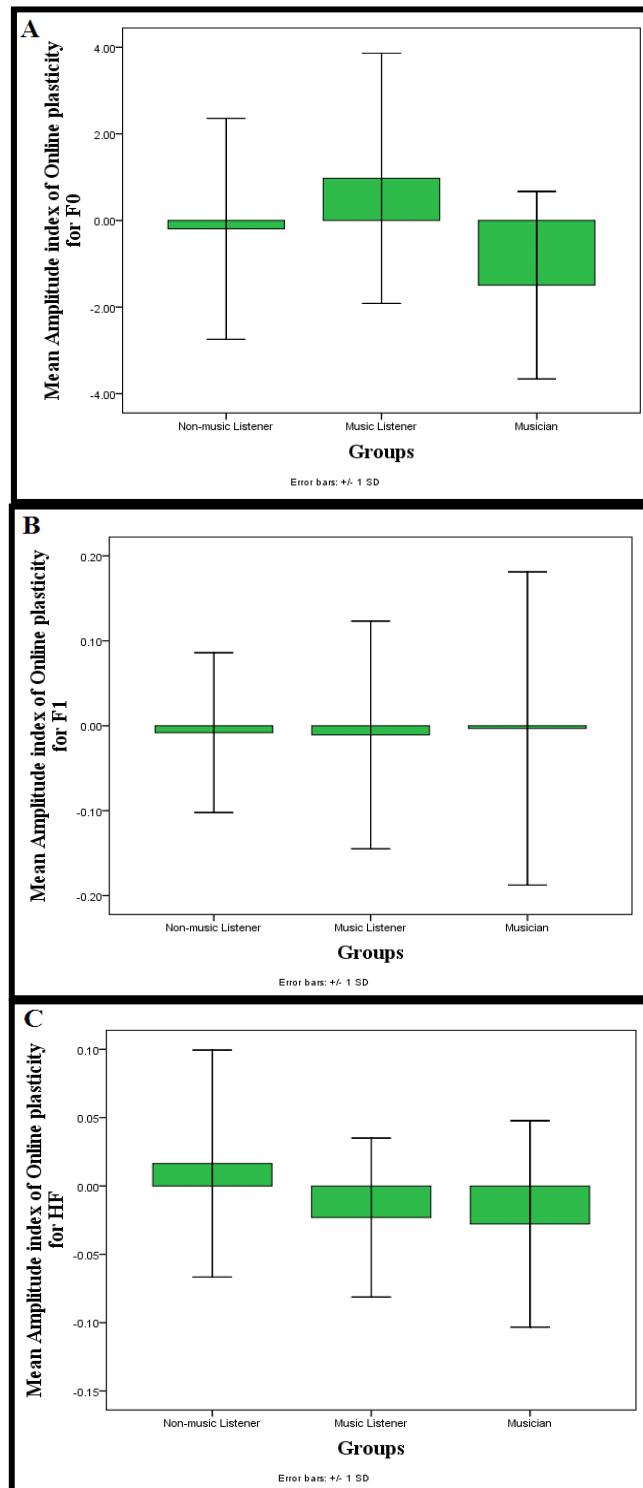 A
Mean Amplitude index of Online plasticity
for F0
4.00
2.00
0.00
-2.00
-4.00
Non-music Listener
Music Listener
Musician
Groups
Error bars: +/- 1 SD
B
Mean Amplitude index of Online plasticity
for F1
0.20
0.10
0.00
-0.10
-0.20
Non-music Listener
Music Listener
Musician
Groups
Error bars: +/- 1 SD
C
Mean Amplitude index of Online plasticity
for HF
0.10
0.05
0.00
-0.05
-0.10
-0.15
Non-music Listener
Music Listener
Musician
Groups
Error bars: +/- 1 SD